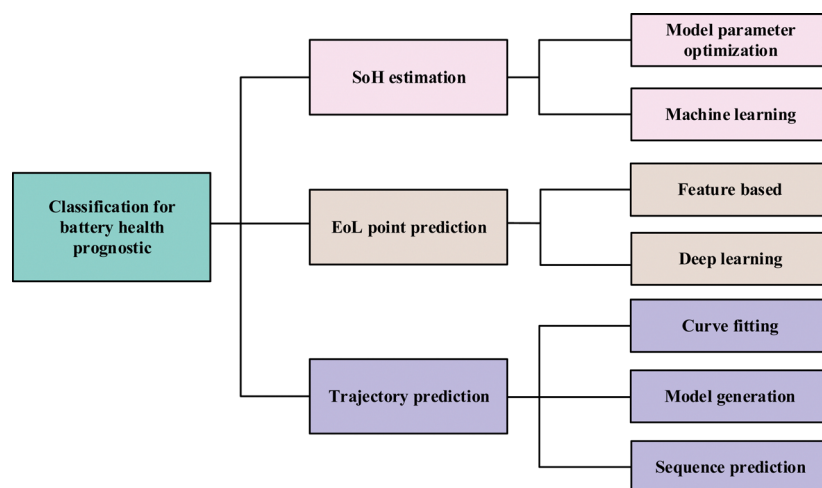 Classification for
battery health
prognostic
SoH estimation
Model parameter
optimization
Machine learning
EoL point prediction
Feature based
Deep learning
Trajectory prediction
Curve fitting
Model generation
Sequence prediction